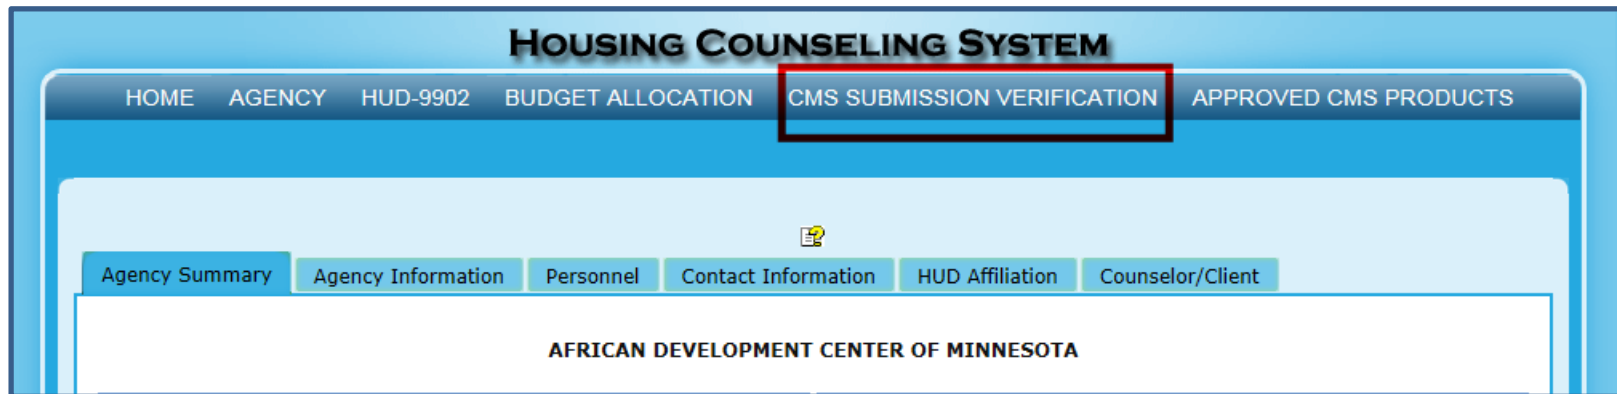 HOUSING COUNSELING SYSTEM
HOME AGENCY HUD-9902 BUDGET ALLOCATION CMS SUBMISSION VERIFICATION APPROVED CMS PRODUCTS
Agency Summary Agency Information Personnel Contact Information HUD Affiliation Counselor/Client
AFRICAN DEVELOPMENT CENTER OF MINNESOTA